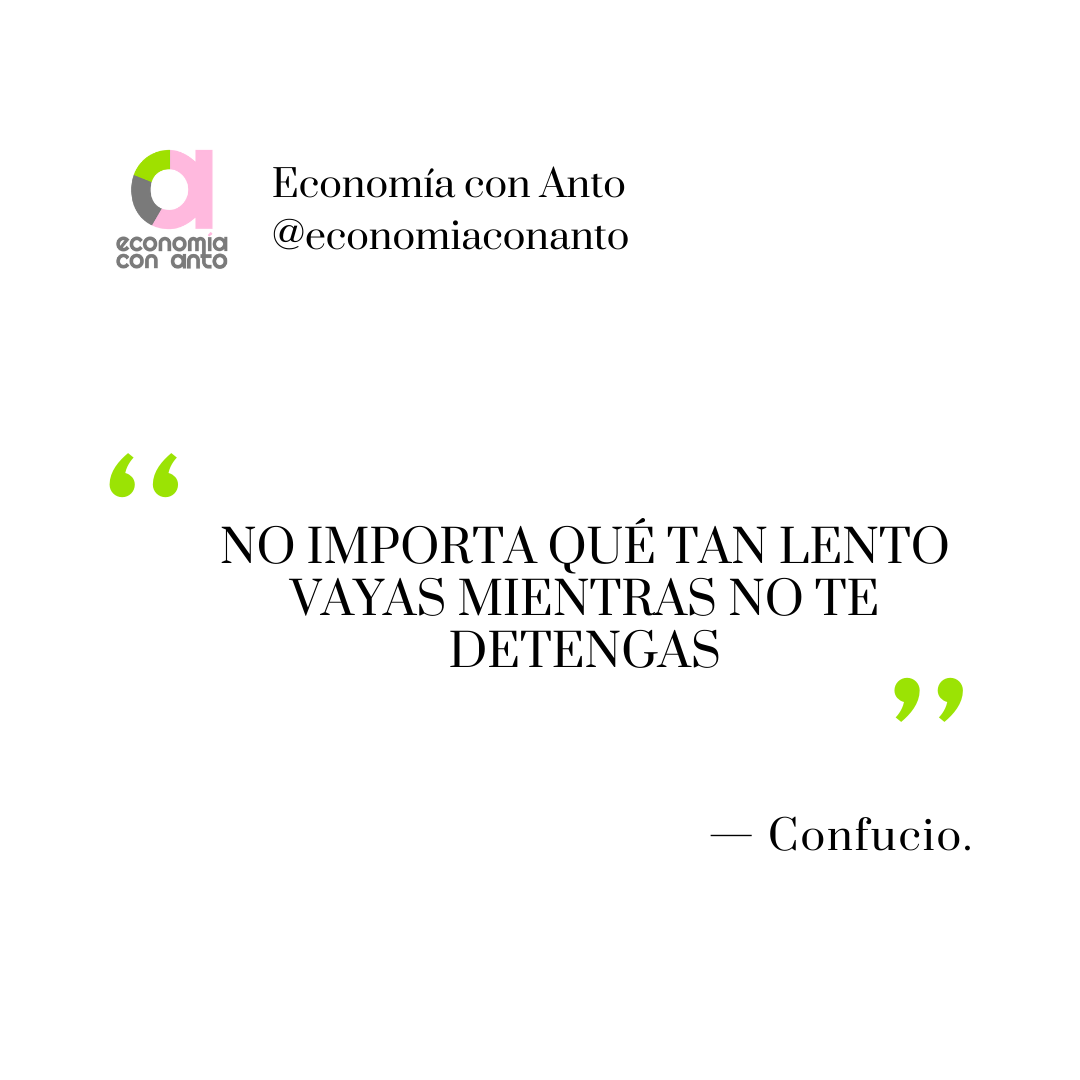 economía
con anto
Economía con Anto
@economiaconanto
“
NO IMPORTA QUÉ TAN LENTO
VAYAS MIENTRAS NO TE
DETENGAS
”
— Confucio.